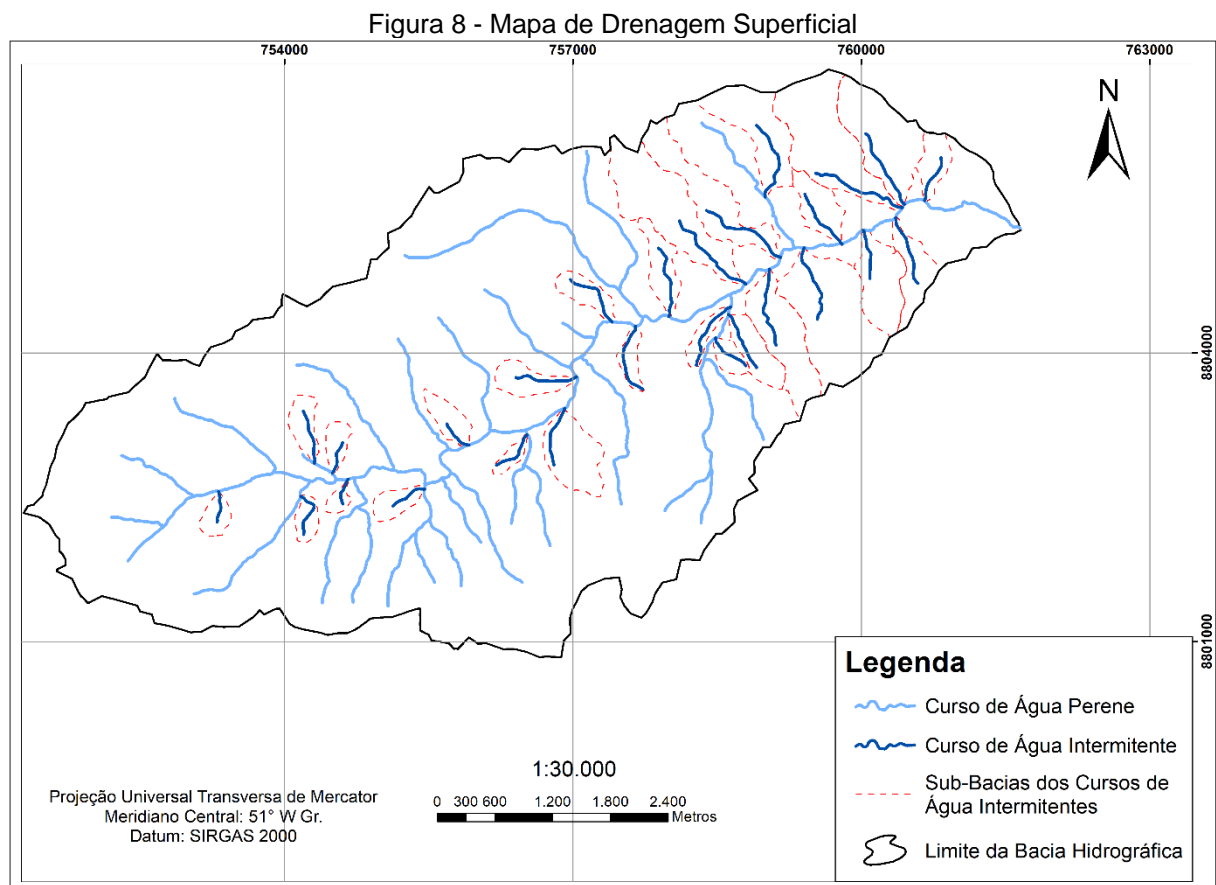 Figura 8 - Mapa de Drenagem Superficial
754000
757000
760000
763000
N
8804000
8801000
Legenda
Curso de Água Perene
Curso de Água Intermitente
Sub-Bacias dos Cursos de
Água Intermitentes
Limite da Bacia Hidrográfica
1:30.000
Projeção Universal Transversa de Mercator
Meridiano Central: 51° W Gr.
Datum: SIRGAS 2000
0 300 600 1.200 1.800 2.400
Metros